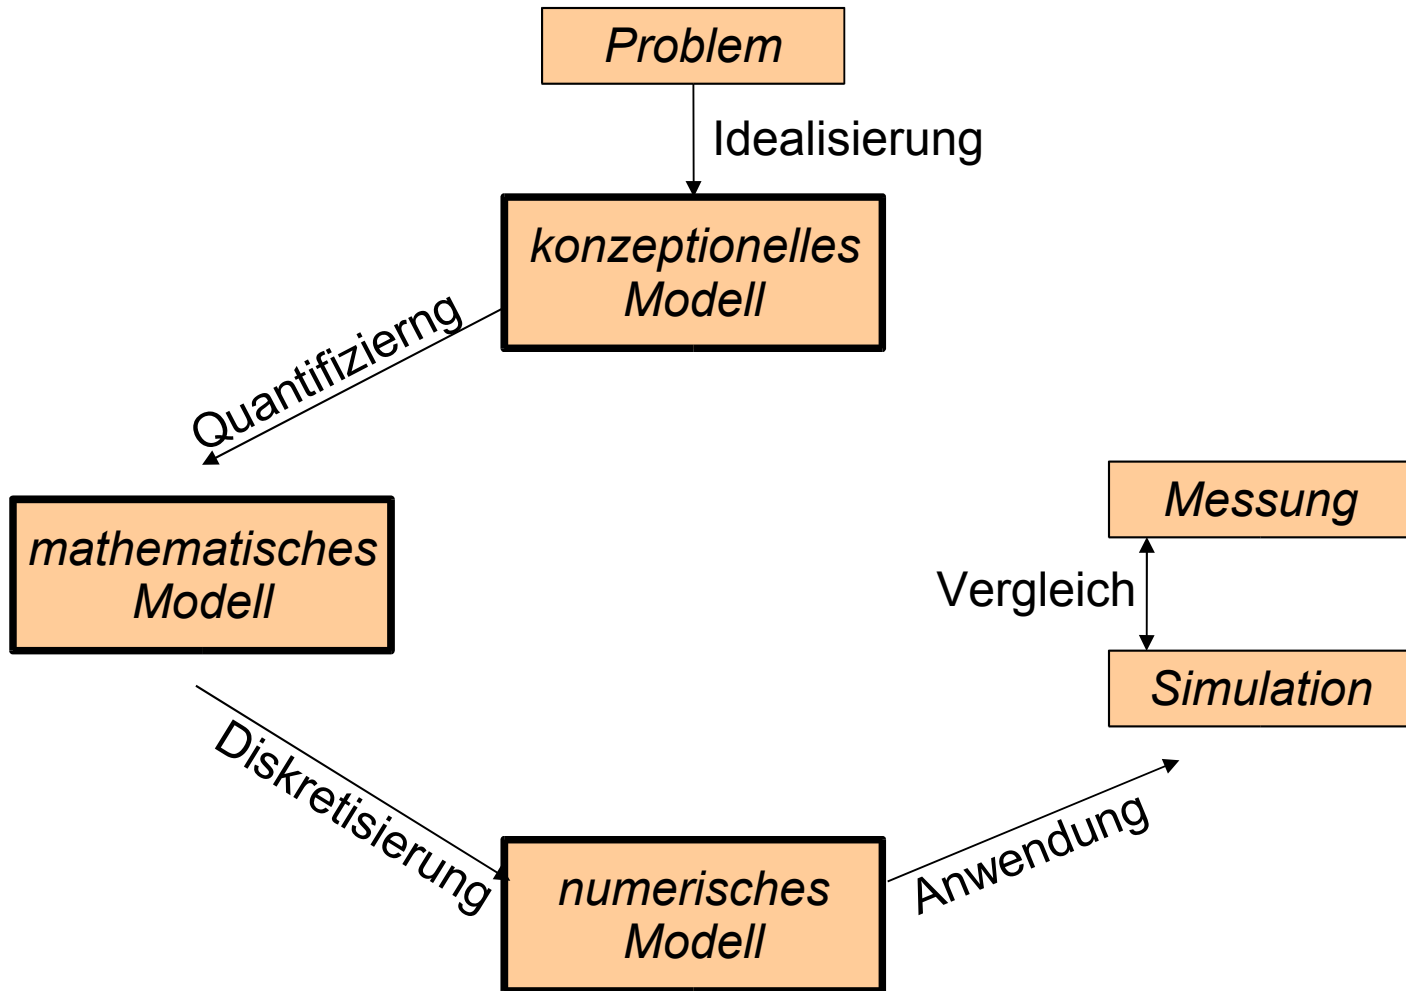 Problem
Idealisierung
konzeptionelles
Modell
Quantifizierng
mathematisches
Modell
Diskretisierung
numerisches
Modell
Anwendung
Simulation
Vergleich
Messung